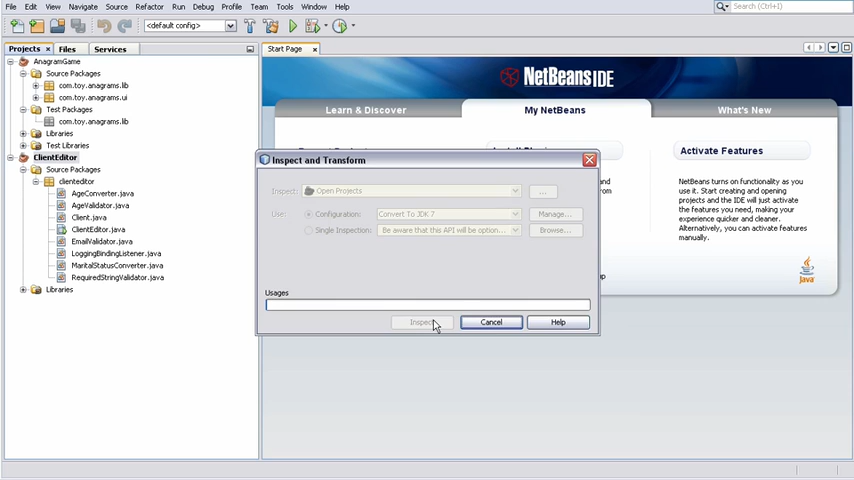 File Edit View Navigate Source Refactor Run Debug Profile Team Tools Window Help
Search (Ctrl+I)
<default config>
Projects Files Services
Start Page
AnagramGame
Source Packages
com.toy.anagrams.lib
com.toy.anagrams.ui
Test Packages
com.toy.anagrams.lib
Libraries
Test Libraries
ClientEditor
Source Packages
clienteditor
AgeConverter.java
AgeValidator.java
Client.java
ClientEditor.java
EmailValidator.java
LoggingBindingListener.java
MaritalStatusConverter.java
RequiredStringValidator.java
Libraries
NetBeans IDE
Learn & Discover My NetBeans What's New
Activate Features
NetBeans turns on functionality as you
use it. Start creating and opening
projects and the IDE will just activate
the features you need, making your
experience quicker and cleaner.
Alternatively, you can activate features
manually.
Java
Inspect and Transform
Inspect: Open Projects ...
Use: Configuration: Convert To JDK 7 Manage...
Single Inspection: Be aware that this API will be option... Browse...
Usages
Inspect Cancel Help